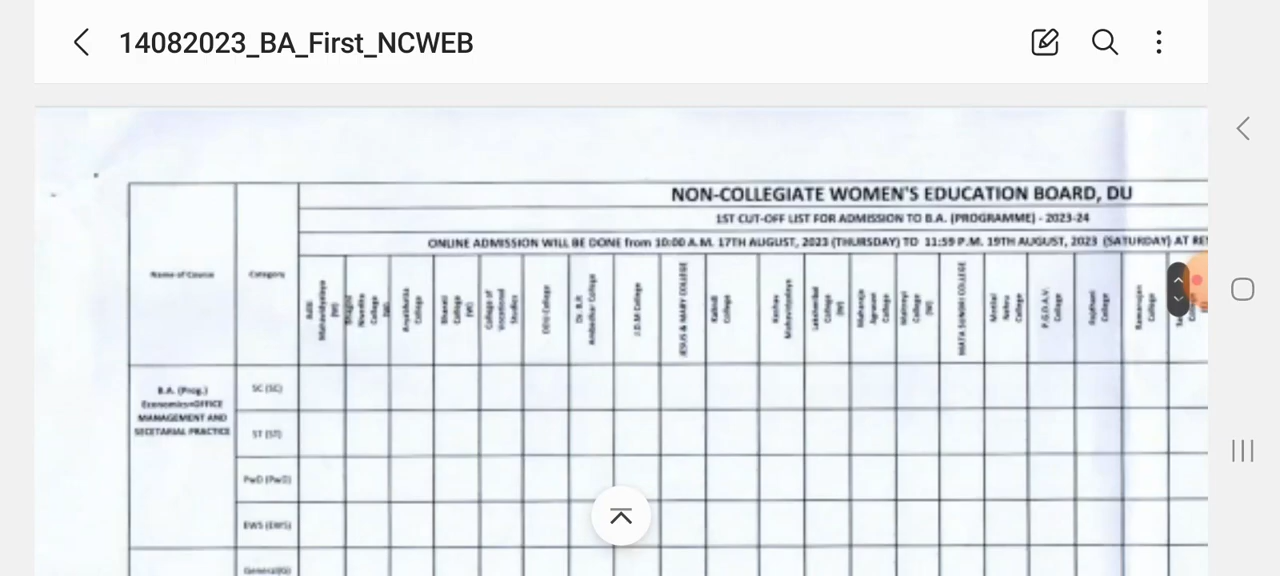 14082023_BA_First_NCWEB
NON-COLLEGIATE WOMEN'S EDUCATION BOARD, DU
1ST CUT-OFF LIST FOR ADMISSION TO B.A. (PROGRAMME) - 2023-24
ONLINE ADMISSION WILL BE DONE from 10:00 A.M. 17TH AUGUST, 2023 (THURSDAY) TO 11:59 P.M. 19TH AUGUST, 2023 (SATURDAY) AT
Name of Course
Category
Aditi
Mahavidyalaya
(W)
Bhagini
Nivedita
College
(W)
Aryabhatta
College
Bharati
College
(W)
College of
Vocational
Studies
DDU College
Dr. B.R
Ambedkar College
J.D.M College
JESUS & MARY COLLEGE
Kalindi
College
Keshav
Mahavidyalaya
Lakshmibai
College
(W)
Maharaja
Agrasen
College
Maitreyi
College
(W)
MATA SUNDRI COLLEGE
Motilal
Nehru
College
P.G.D.A.V.
College
Rajdhani
College
Ramanujan
College
B.A. (Prog.)
Economics+OFFICE
MANAGEMENT AND
SECETARIAL PRACTICE
SC (SC)
ST (ST)
PwD (PwD)
EWS (EWS)
General(G)